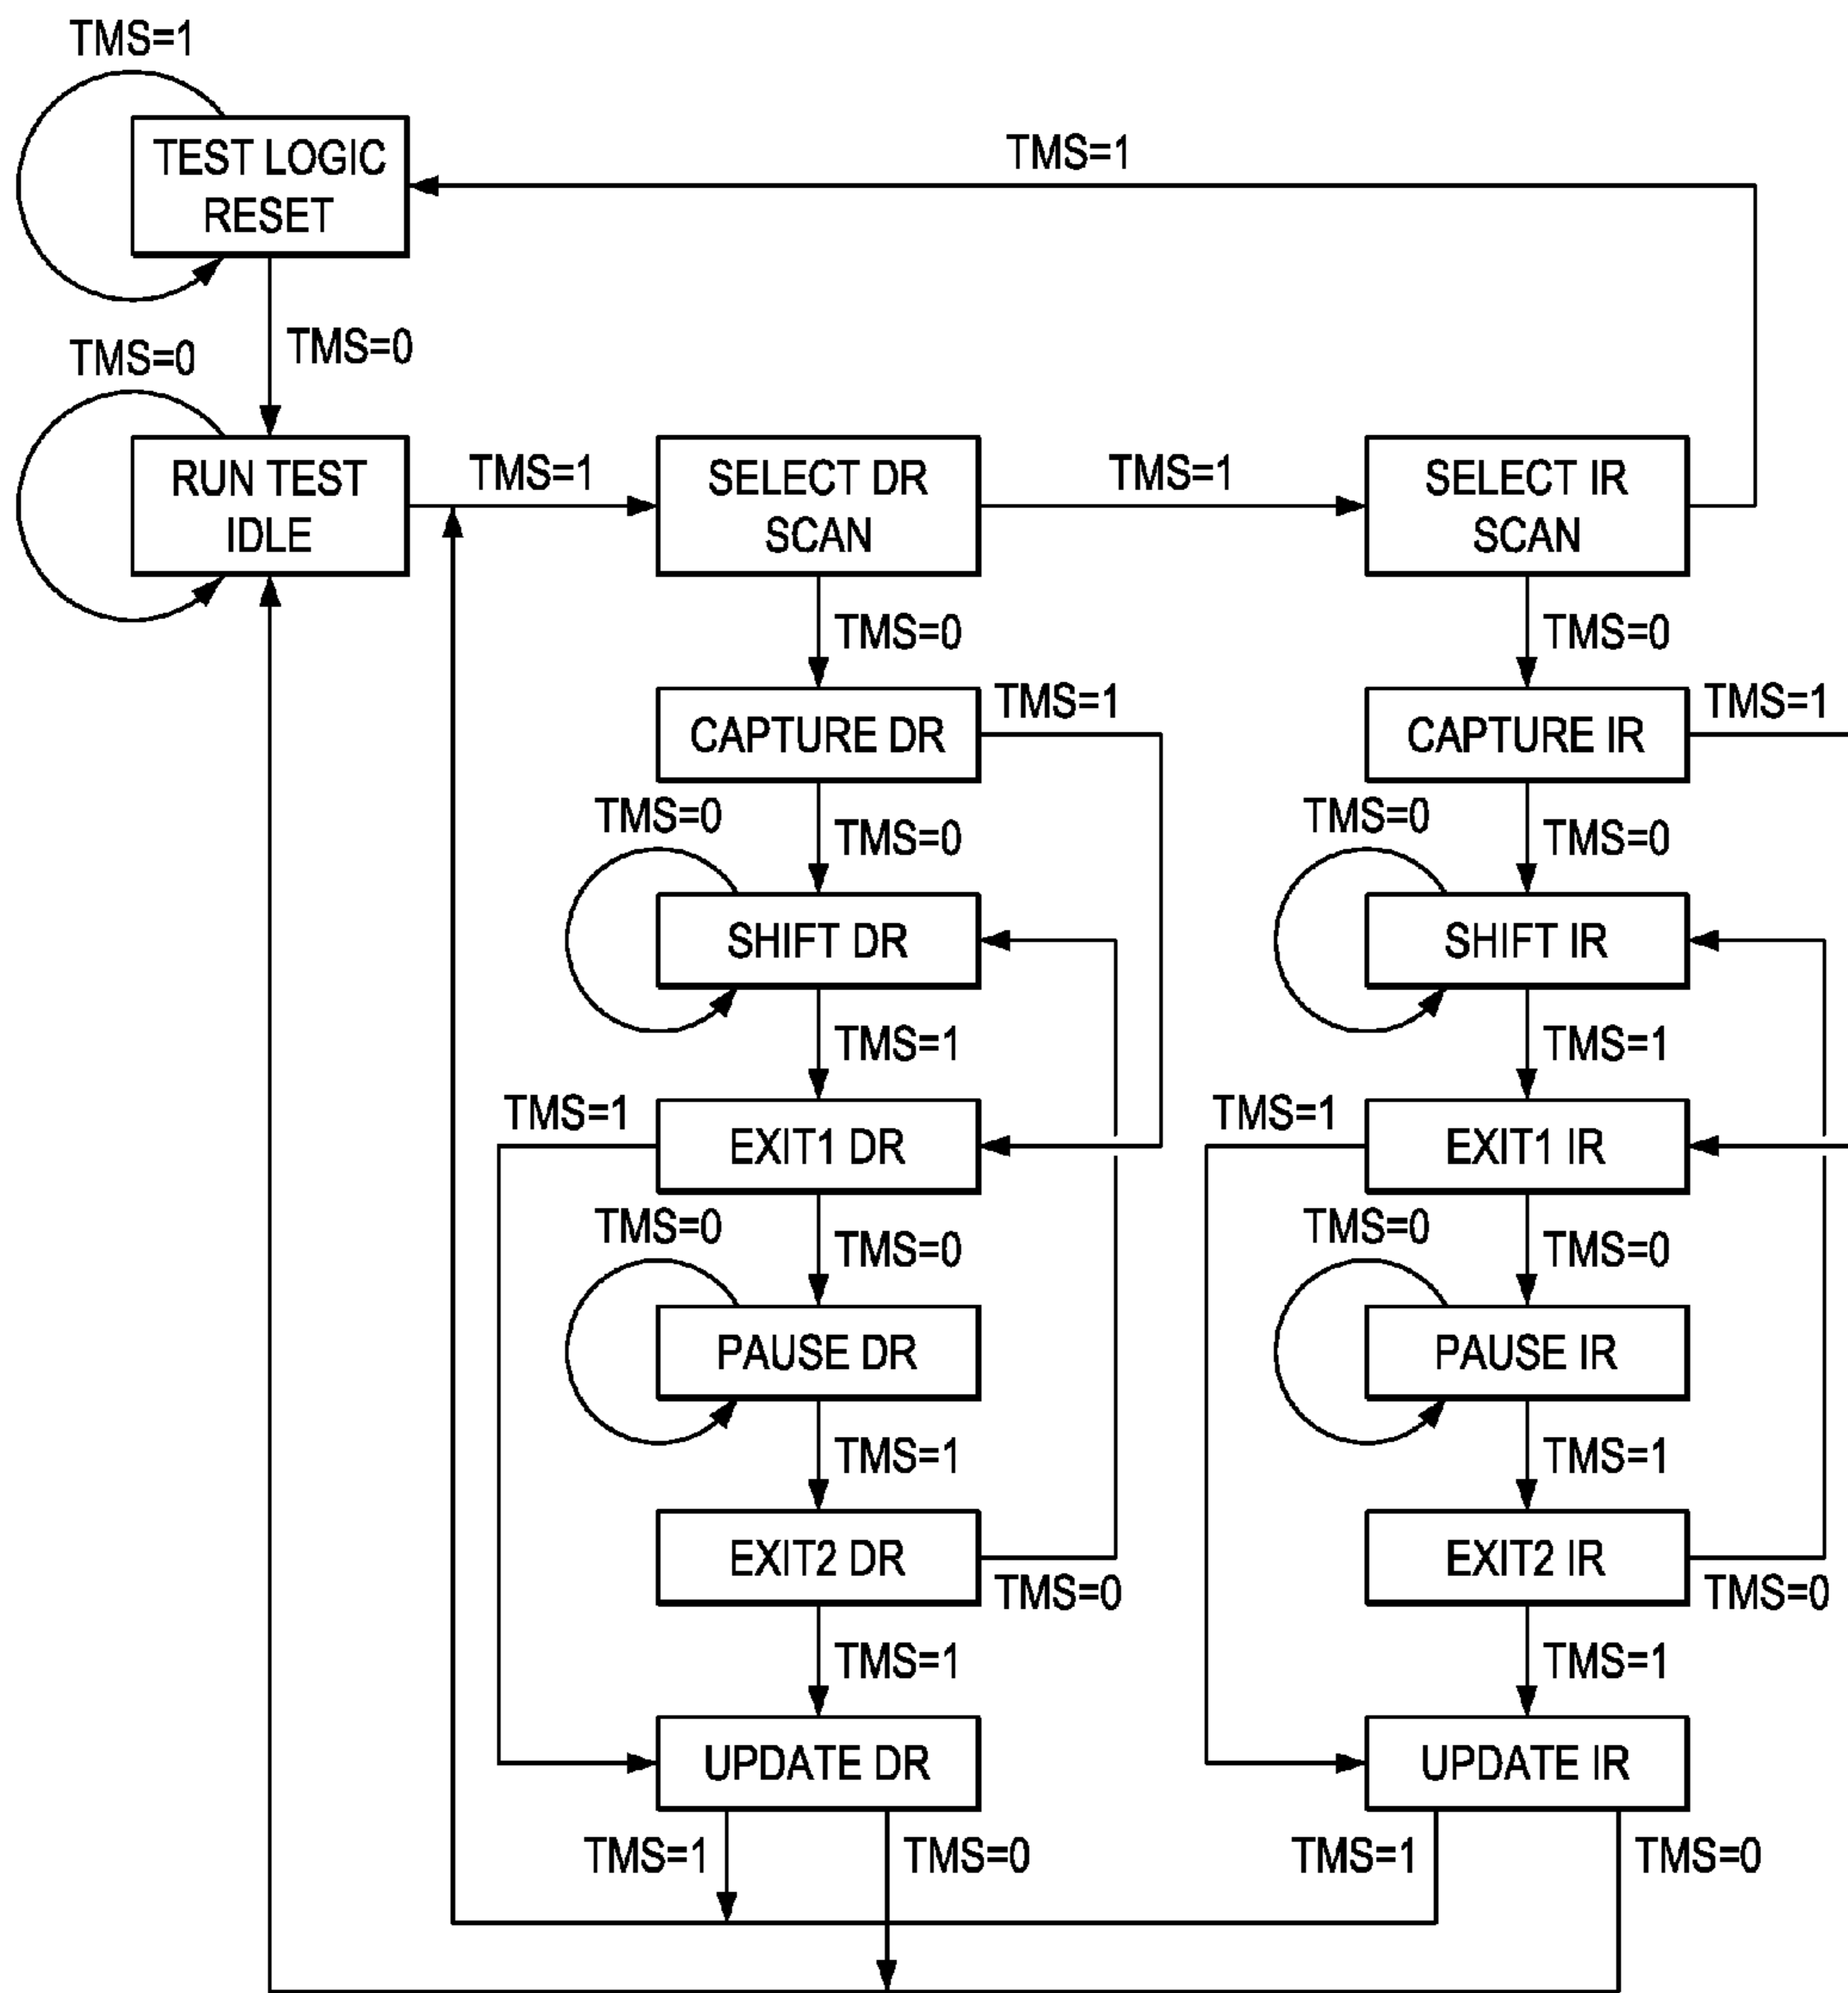 TMS=1
TEST LOGIC
RESET
TMS=1
TMS=0
TMS=0
RUN TEST
IDLE
TMS=1
SELECT DR
SCAN
TMS=1
SELECT IR
SCAN
TMS=0
TMS=0
CAPTURE DR
TMS=1
CAPTURE IR
TMS=1
TMS=0
TMS=0
TMS=0
TMS=0
SHIFT DR
SHIFT IR
TMS=1
TMS=1
TMS=1
EXIT1 DR
TMS=1
EXIT1 IR
TMS=0
TMS=0
TMS=0
TMS=0
PAUSE DR
PAUSE IR
TMS=1
TMS=1
EXIT2 DR
TMS=0
EXIT2 IR
TMS=0
TMS=1
TMS=1
UPDATE DR
UPDATE IR
TMS=1
TMS=0
TMS=1
TMS=0